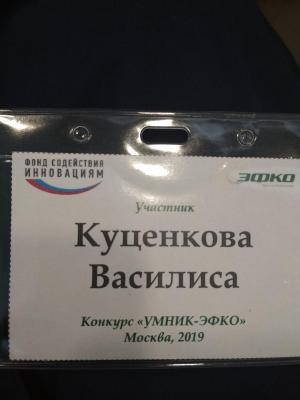 ФОНД СОДЕЙСТВИЯ
ИННОВАЦИЯМ
ЭФКО
Участник
Куценкова
Василиса
Конкурс «УМНИК-ЭФКО»
Москва, 2019